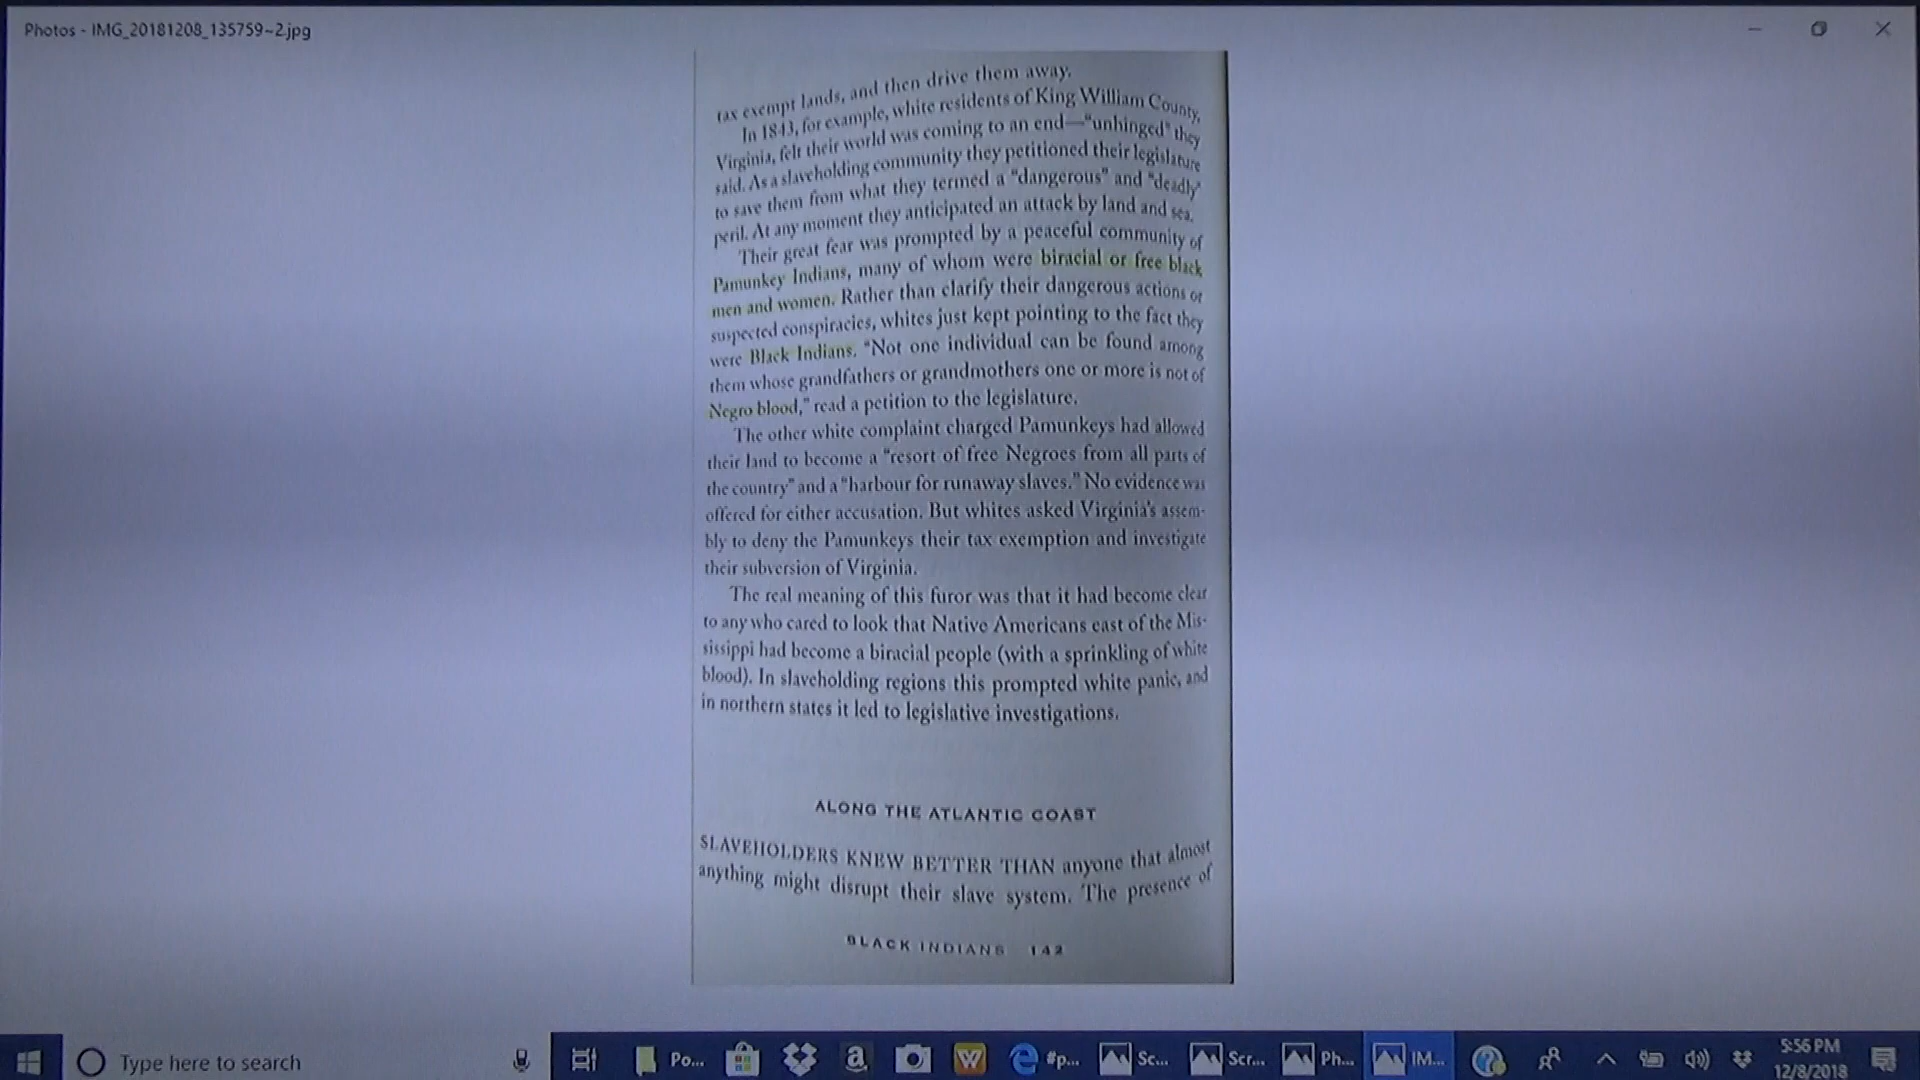 Photos - IMG_20181208_135759~2.jpg
tax exempt lands, and then drive them away.
In 1843, for example, white residents of King William County,
Virginia, felt their world was coming to an end—"unhinged" they
said. As a slaveholding community they petitioned their legislature
to save them from what they termed a "dangerous" and "deadly"
peril. At any moment they anticipated an attack by land and sea.
Their great fear was prompted by a peaceful community of
Pamunkey Indians, many of whom were biracial or free black
men and women. Rather than clarify their dangerous actions or
suspected conspiracies, whites just kept pointing to the fact they
were Black Indians. "Not one individual can be found among
them whose grandfathers or grandmothers one or more is not of
Negro blood," read a petition to the legislature.
The other white complaint charged Pamunkeys had allowed
their land to become a "resort of free Negroes from all parts of
the country" and a "harbour for runaway slaves." No evidence was
offered for either accusation. But whites asked Virginia's assem-
bly to deny the Pamunkeys their tax exemption and investigate
their subversion of Virginia.
The real meaning of this furor was that it had become clear
to any who cared to look that Native Americans east of the Mis-
sissippi had become a biracial people (with a sprinkling of white
blood). In slaveholding regions this prompted white panic, and
in northern states it led to legislative investigations.
ALONG THE ATLANTIC COAST
SLAVEHOLDERS KNEW BETTER THAN anyone that almost
anything might disrupt their slave system. The presence of
BLACK INDIANS 142
Type here to search
Po...
a
W
#p...
Sc...
Scr...
Ph...
IM...
5:56 PM
12/8/2018